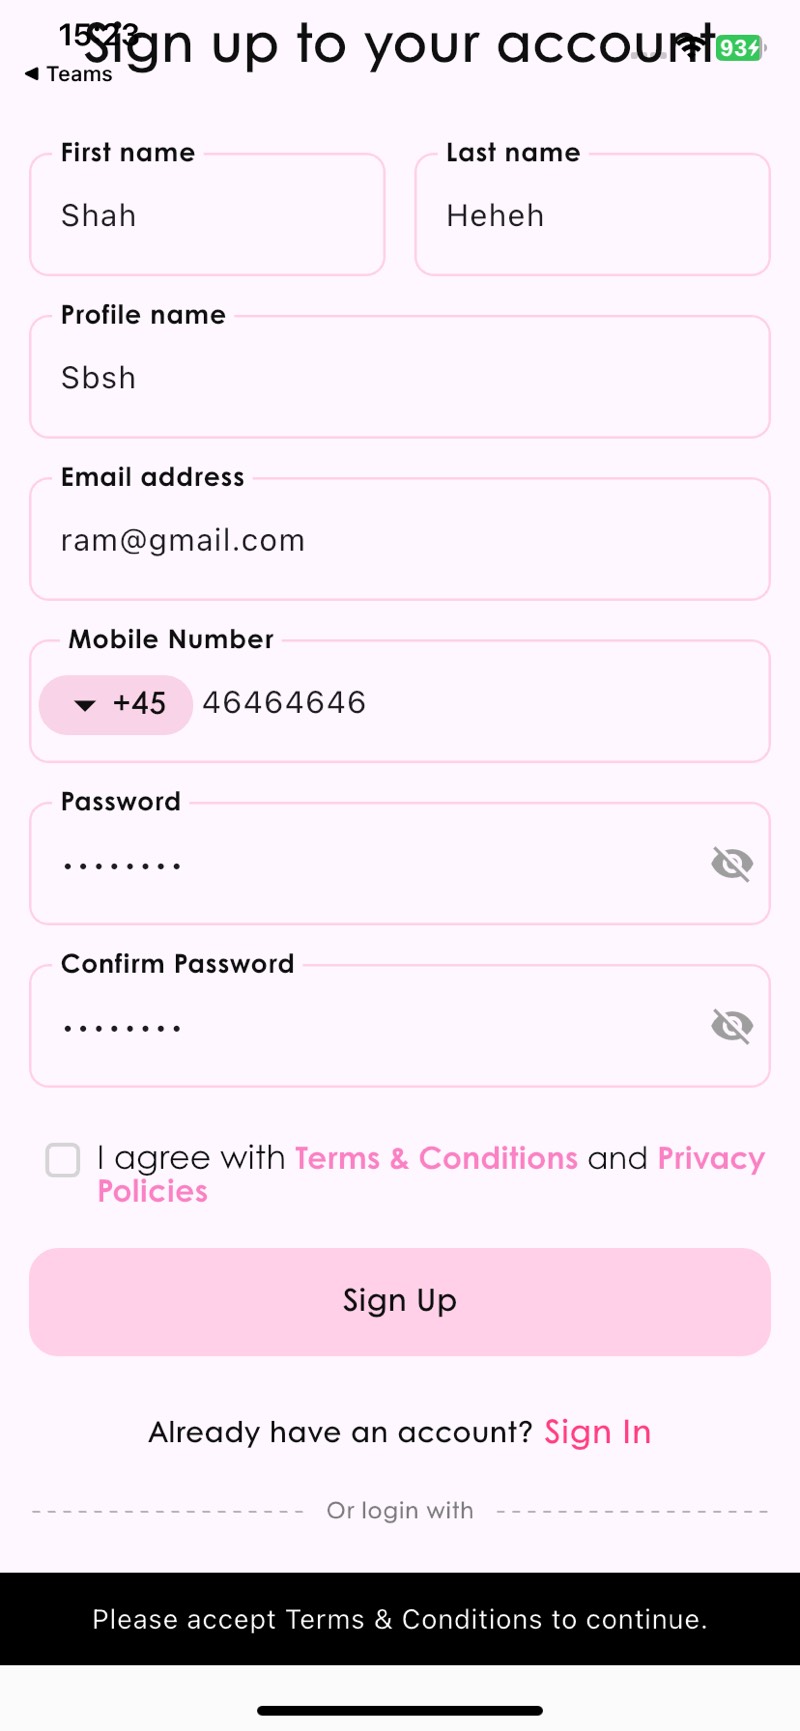 15:23
Sign up to your account
93
◀ Teams
First name
Last name
Shah
Heheh
Profile name
Sbsh
Email address
ram@gmail.com
Mobile Number
+45 46464646
Password
••••••••
Confirm Password
••••••••
I agree with Terms & Conditions and Privacy
Policies
Sign Up
Already have an account? Sign In
Or login with
Please accept Terms & Conditions to continue.